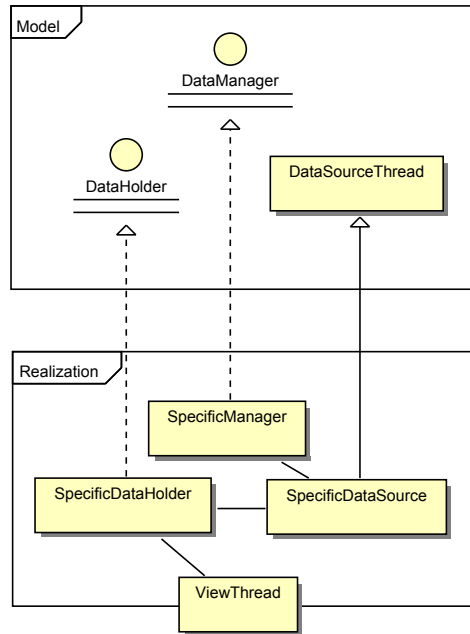 Model
DataManager
DataHolder
DataSourceThread
Realization
SpecificManager
SpecificDataHolder
SpecificDataSource
ViewThread